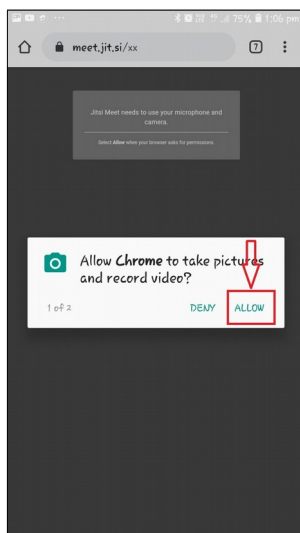 75% 1:06 pm
meet.jit.si/xx 7
Jitsi Meet needs to use your microphone and
camera.
Select Allow when your browser asks for permissions.
Allow Chrome to take pictures
and record video?
1 of 2 DENY ALLOW